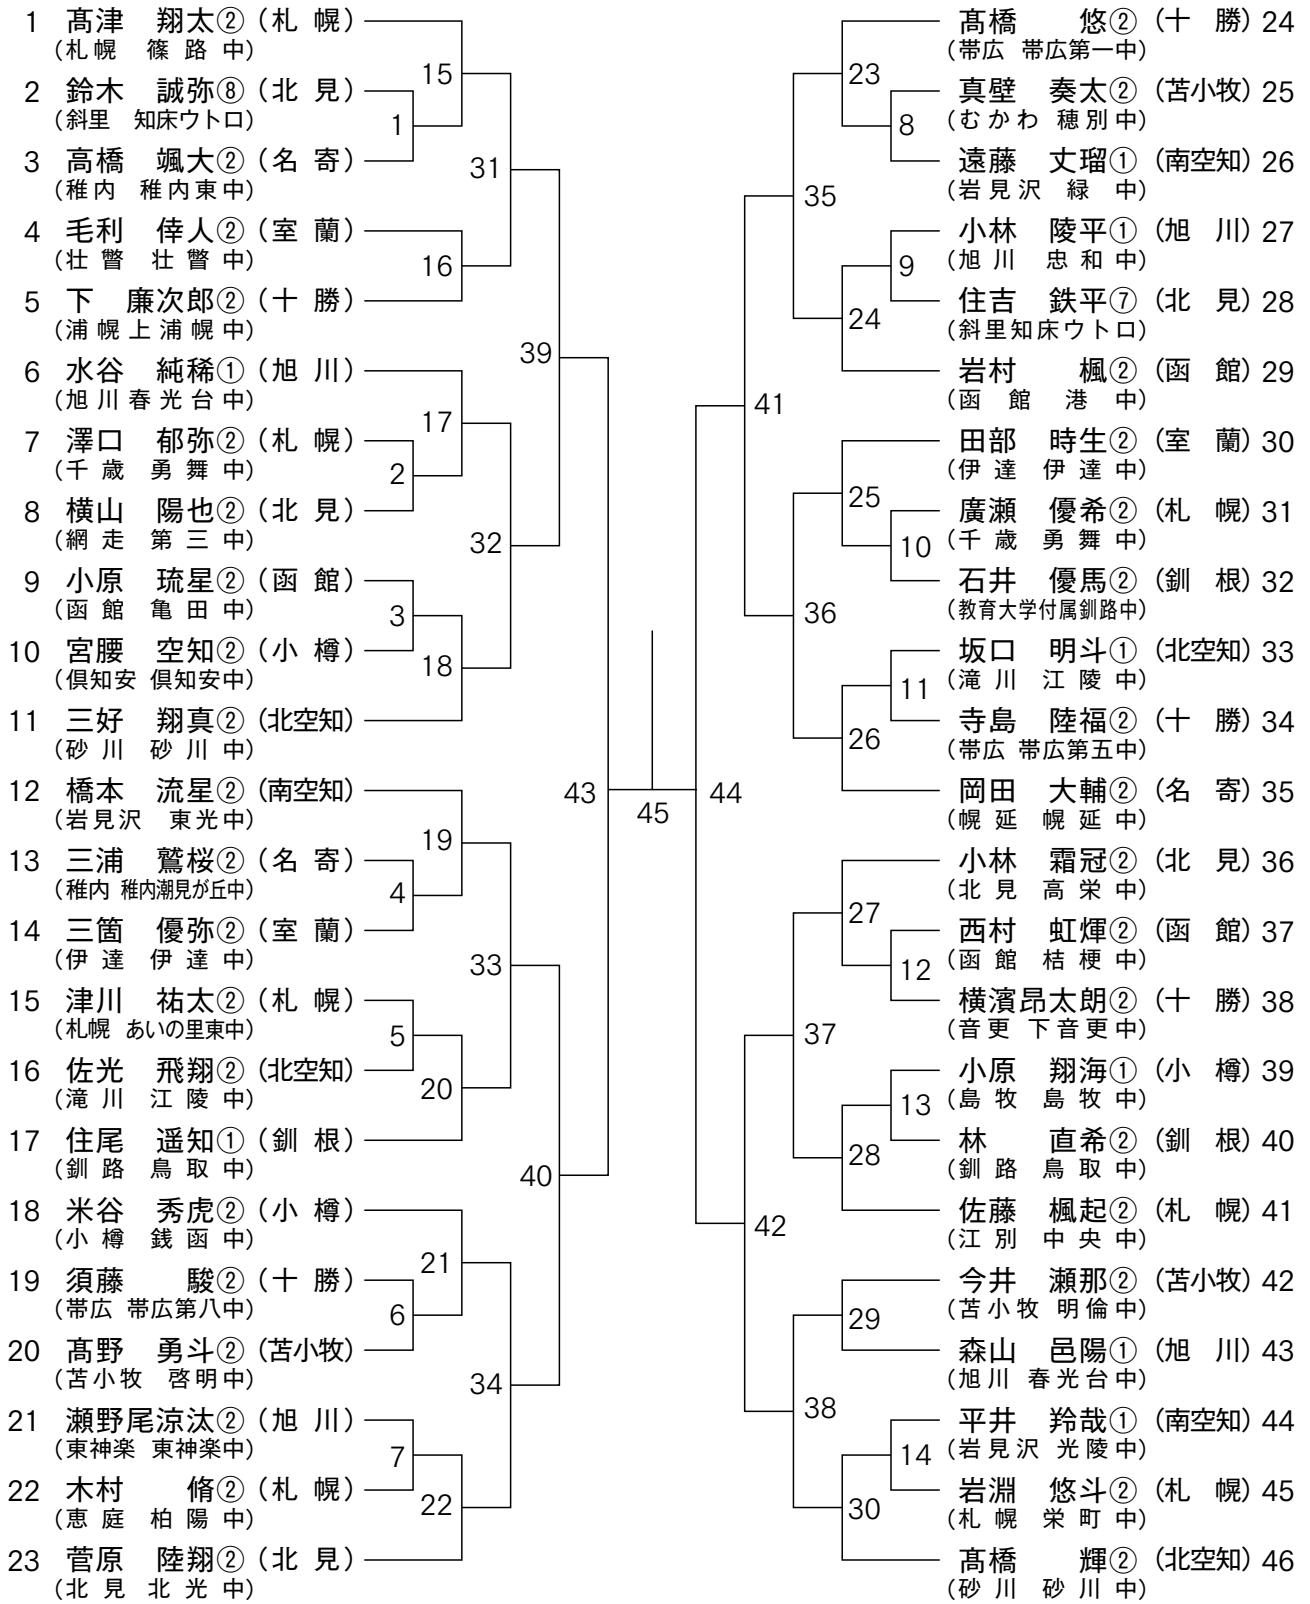 1 髙津 翔太② (札 幌)
(札幌 篠路 中)
2 鈴木 誠弥⑧ (北 見)
(斜里 知床ウトロ)
3 高橋 颯大② (名 寄)
(稚内 稚内東中)
4 毛利 倖人② (室 蘭)
(壮瞥 壮瞥 中)
5 下 廉次郎② (十 勝)
(浦幌上浦幌中)
6 水谷 純稀① (旭 川)
(旭川春光台中)
7 澤口 郁弥② (札 幌)
(千歳 勇舞 中)
8 横山 陽也② (北 見)
(網走 第三 中)
9 小原 琉星② (函 館)
(函館 亀田 中)
10 宮腰 空知② (小 樽)
(倶知安 倶知安中)
11 三好 翔真② (北空知)
(砂川 砂川 中)
12 橋本 流星② (南空知)
(岩見沢 東光中)
13 三浦 鷲桜② (名 寄)
(稚内 稚内潮見が丘中)
14 三箇 優弥② (室 蘭)
(伊達 伊達 中)
15 津川 祐太② (札 幌)
(札幌 あいの里東中)
16 佐光 飛翔② (北空知)
(滝川 江陵 中)
17 住尾 遥知① (釧 根)
(釧路 鳥取 中)
18 米谷 秀虎② (小 樽)
(小樽 銭函 中)
19 須藤 駿② (十 勝)
(帯広 帯広第八中)
20 髙野 勇斗② (苫小牧)
(苫小牧 啓明中)
21 瀬野尾涼汰② (旭 川)
(東神楽 東神楽中)
22 木村 脩② (札 幌)
(恵庭 柏陽 中)
23 菅原 陸翔② (北 見)
(北見 北光 中)
1
2
3
4
5
6
7
15
16
17
18
19
20
21
22
31
32
33
34
39
40
43
45
44
41
42
35
36
37
38
23
24
25
26
27
28
29
30
8
9
10
11
12
13
14
髙橋 悠② (十 勝) 24
(帯広 帯広第一中)
真壁 奏太② (苫小牧) 25
(むかわ 穂別中)
遠藤 丈瑠① (南空知) 26
(岩見沢 緑 中)
小林 陵平① (旭 川) 27
(旭川 忠和 中)
住吉 鉄平⑦ (北 見) 28
(斜里知床ウトロ)
岩村 楓② (函 館) 29
(函館 港 中)
田部 時生② (室 蘭) 30
(伊達 伊達 中)
廣瀬 優希② (札 幌) 31
(千歳 勇舞 中)
石井 優馬② (釧 根) 32
(教育大学付属釧路中)
坂口 明斗① (北空知) 33
(滝川 江陵 中)
寺島 陸福② (十 勝) 34
(帯広 帯広第五中)
岡田 大輔② (名 寄) 35
(幌延 幌延 中)
小林 霜冠② (北 見) 36
(北見 高栄 中)
西村 虹煇② (函 館) 37
(函館 桔梗 中)
横濱昂太朗② (十 勝) 38
(音更 下音更中)
小原 翔海① (小 樽) 39
(島牧 島牧 中)
林 直希② (釧 根) 40
(釧路 鳥取 中)
佐藤 楓起② (札 幌) 41
(江別 中央 中)
今井 瀬那② (苫小牧) 42
(苫小牧 明倫中)
森山 邑陽① (旭 川) 43
(旭川 春光台中)
平井 羚哉① (南空知) 44
(岩見沢 光陵中)
岩淵 悠斗② (札 幌) 45
(札幌 栄町 中)
髙橋 輝② (北空知) 46
(砂川 砂川 中)